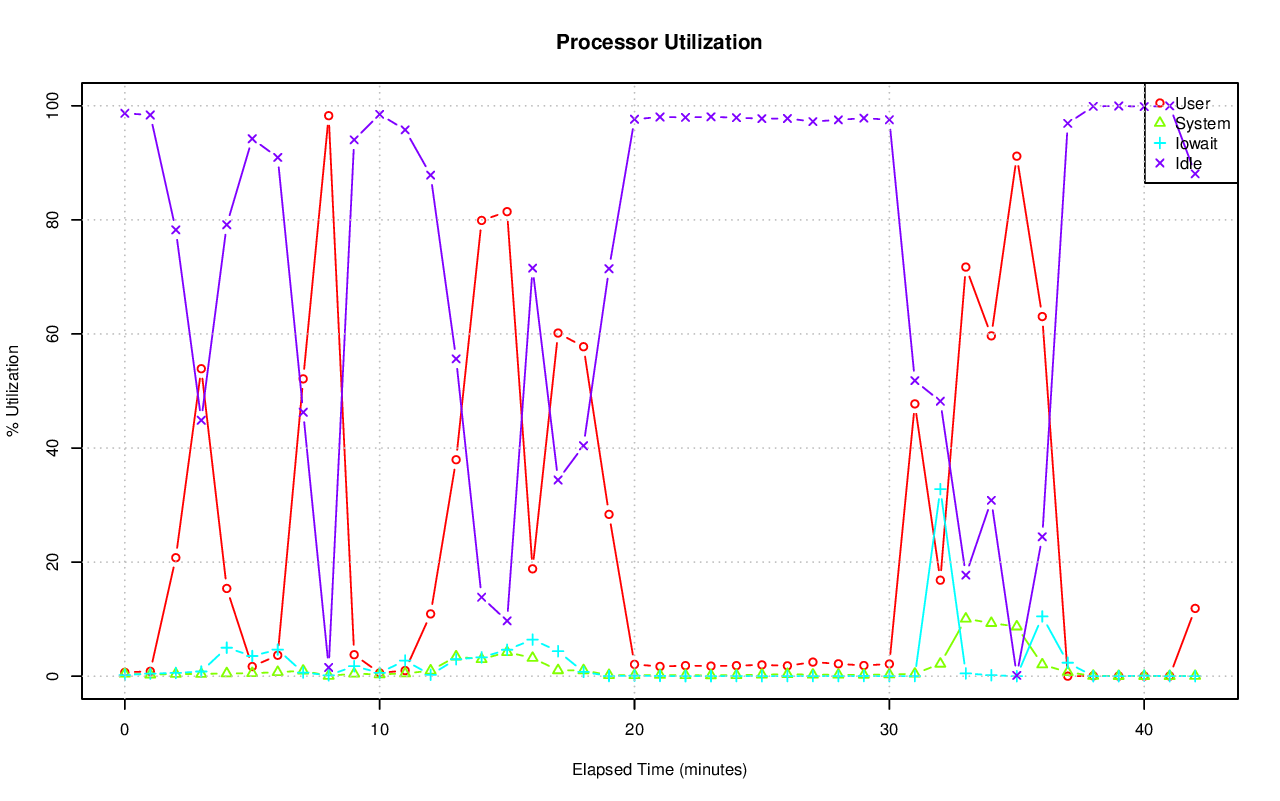 Processor Utilization
% Utilization
100
80
60
40
20
0
User
System
Iowait
Idle
0 10 20 30 40
Elapsed Time (minutes)